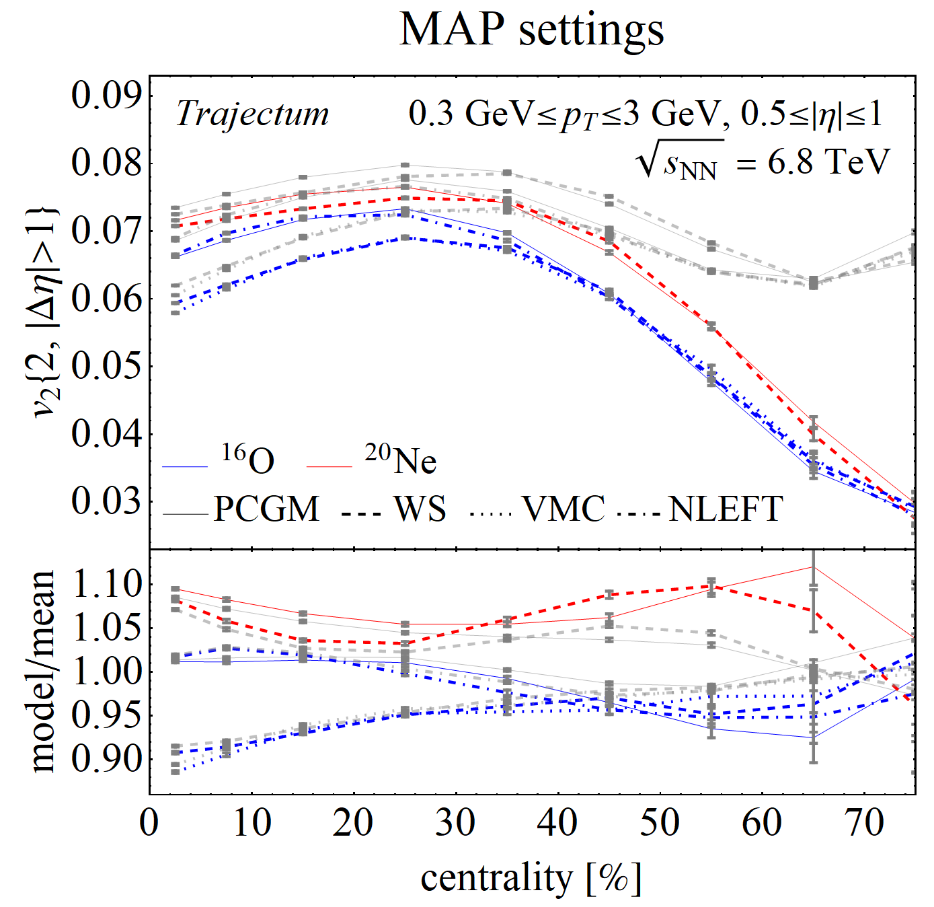 MAP settings
Trajectum 0.3 GeV≤pT≤3 GeV, 0.5≤|η|≤1
√sNN = 6.8 TeV
v2{2, |Δη|>1}
0.09
0.08
0.07
0.06
0.05
0.04
0.03
16O 20Ne
PCGM WS VMC NLEFT
model/mean
1.10
1.05
1.00
0.95
0.90
0 10 20 30 40 50 60 70
centrality [%]